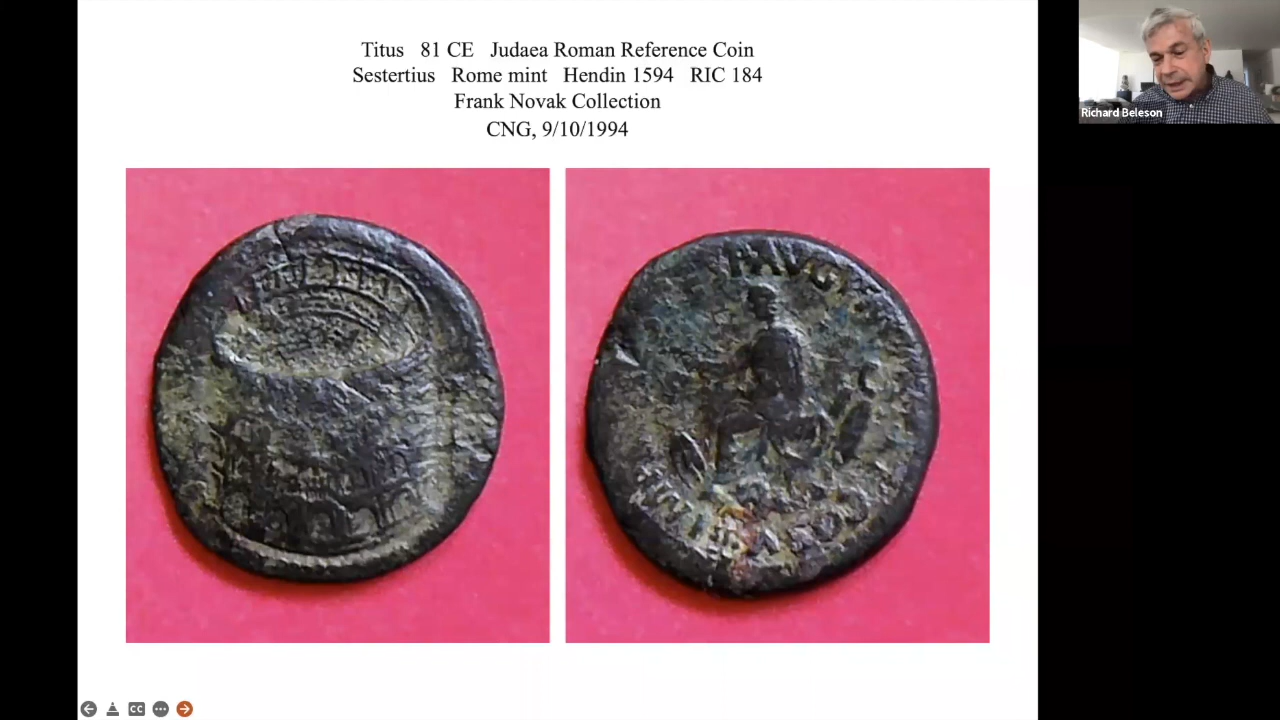 Titus 81 CE Judaea Roman Reference Coin
Sestertius Rome mint Hendin 1594 RIC 184
Frank Novak Collection
CNG, 9/10/1994
Richard Beleson
CC